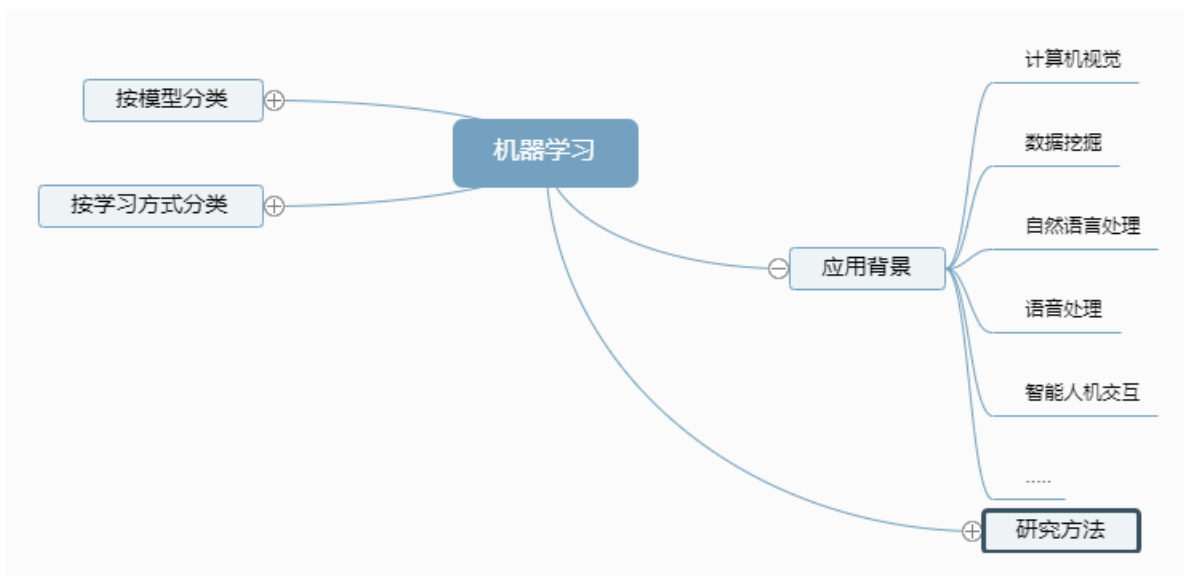 机器学习
按模型分类
按学习方式分类
应用背景
计算机视觉
数据挖掘
自然语言处理
语音处理
智能人机交互
.....
研究方法